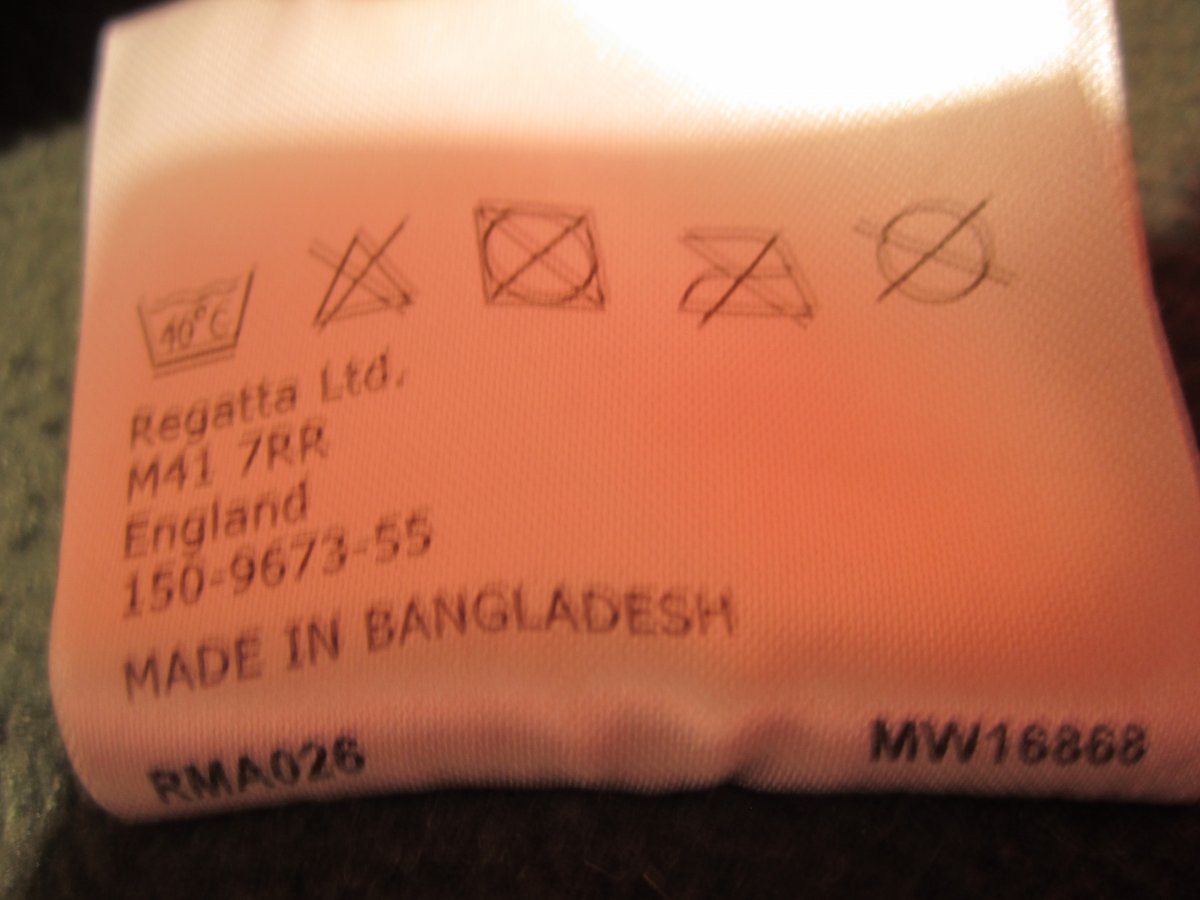 40°C
Regatta Ltd.
M41 7RR
England
150-9673-55
MADE IN BANGLADESH
RMA026 MW16868